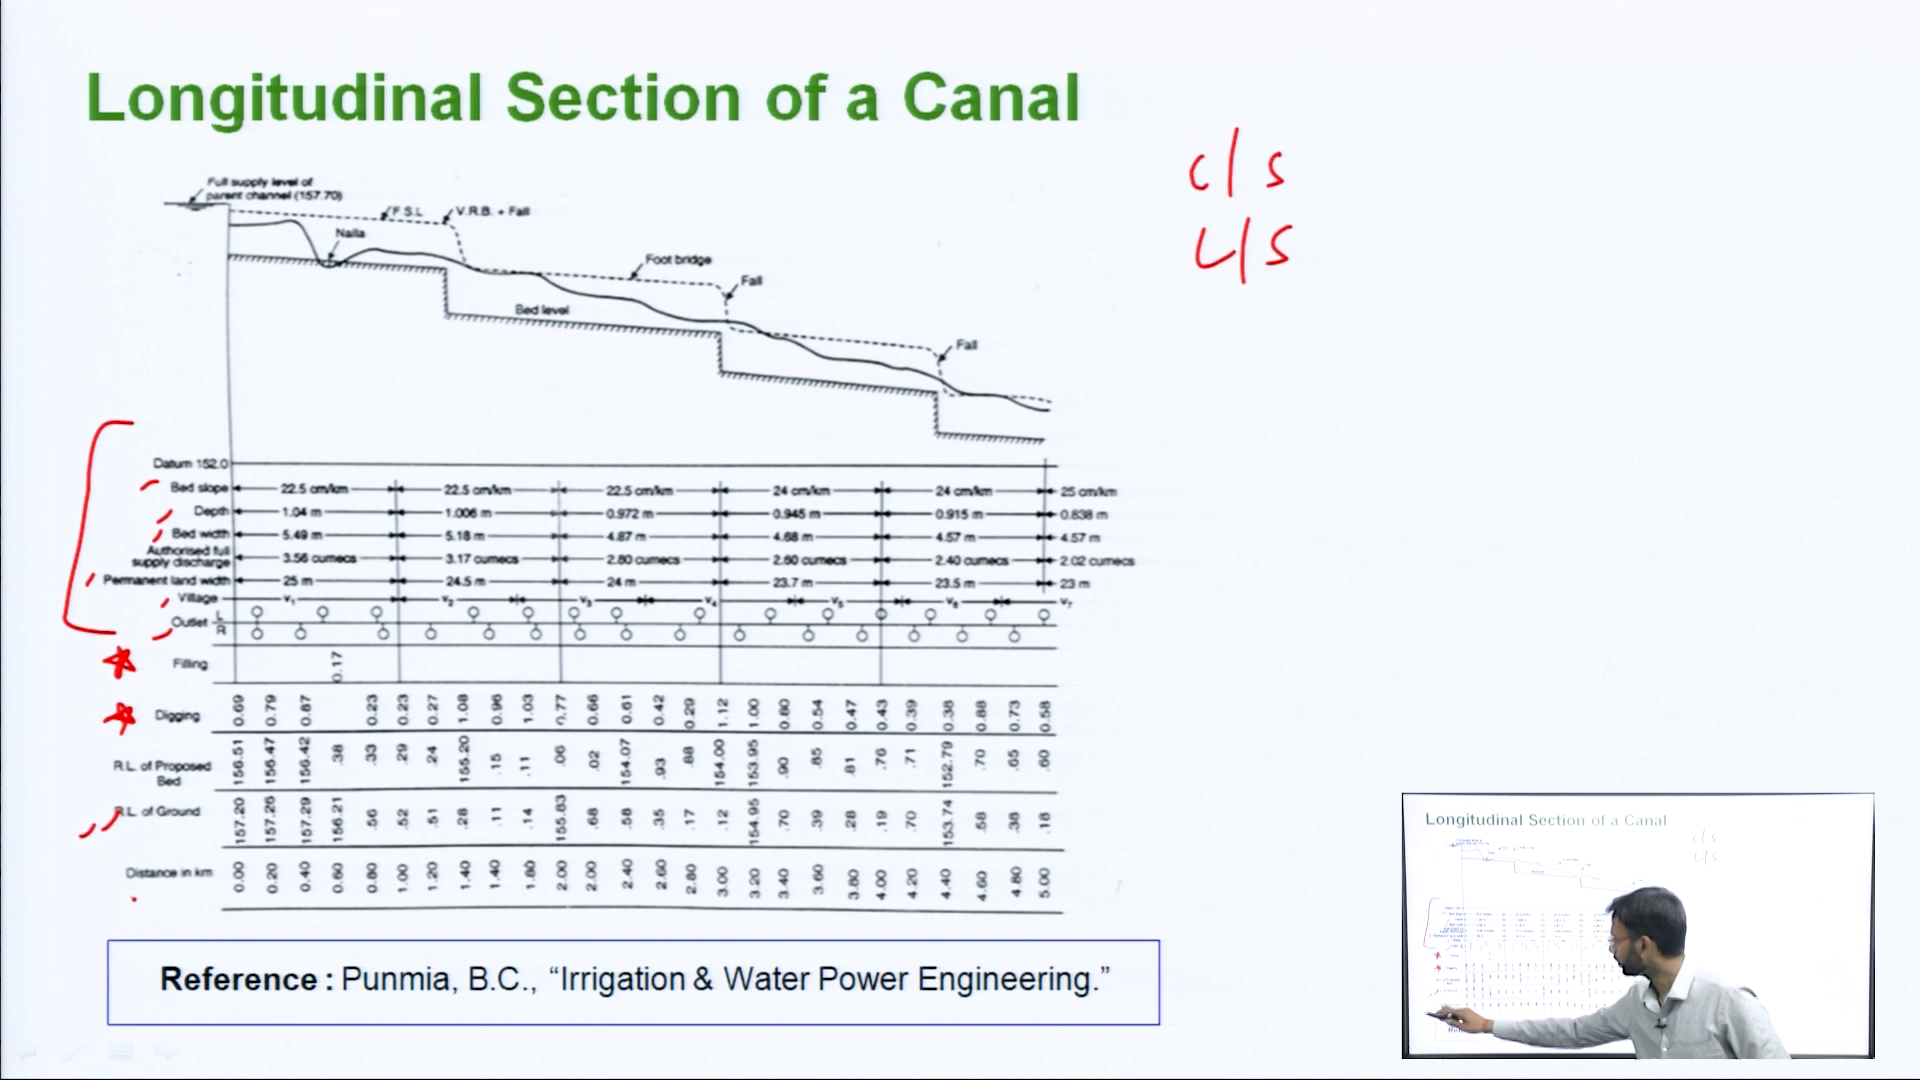 Longitudinal Section of a Canal
c/s
L/S
Full supply level of
parent channel (157.70)
F.S.L.
V.R.B. + Fall
Nalla
Foot bridge
Fall
Bed level
Fall
Datum 152.0
Bed slope 22.5 cm/km 22.5 cm/km 22.5 cm/km 24 cm/km 24 cm/km 25 cm/km
Depth 1.04 m 1.006 m 0.972 m 0.945 m 0.915 m 0.838 m
Bed width 5.49 m 5.18 m 4.87 m 4.68 m 4.57 m 4.57 m
Authorised full
supply discharge 3.56 cumecs 3.17 cumecs 2.80 cumecs 2.60 cumecs 2.40 cumecs 2.02 cumecs
Permanent land width 25 m 24.5 m 24 m 23.7 m 23.5 m 23 m
Village V1 V2 V3 V4 V5 V6 V7
Outlet L
R
Filling 0.17
Digging 0.69 0.79 0.87 0.23 0.23 0.27 1.08 0.96 1.03 0.77 0.66 0.61 0.42 0.29 1.12 1.00 0.80 0.54 0.47 0.43 0.39 0.38 0.88 0.73 0.58
R.L. of Proposed
Bed
156.51 156.47 156.42 .38 .33 .29 .24 155.20 .15 .11 .06 .02 154.07 .93 .88 154.00 153.95 .90 .85 .81 .76 .71 152.79 .70 .65 .60
R.L. of Ground 157.20 157.26 157.29 156.21 .56 .52 .51 .28 .11 .14 155.83 .68 .58 .35 .17 .12 154.95 .70 .39 .28 .19 .70 153.74 .58 .38 .18
Distance in km 0.00 0.20 0.40 0.60 0.80 1.00 1.20 1.40 1.40 1.80 2.00 2.00 2.40 2.60 2.80 3.00 3.20 3.40 3.60 3.80 4.00 4.20 4.40 4.60 4.80 5.00
Reference : Punmia, B.C., “Irrigation & Water Power Engineering.”
Longitudinal Section of a Canal
c/s
L/S